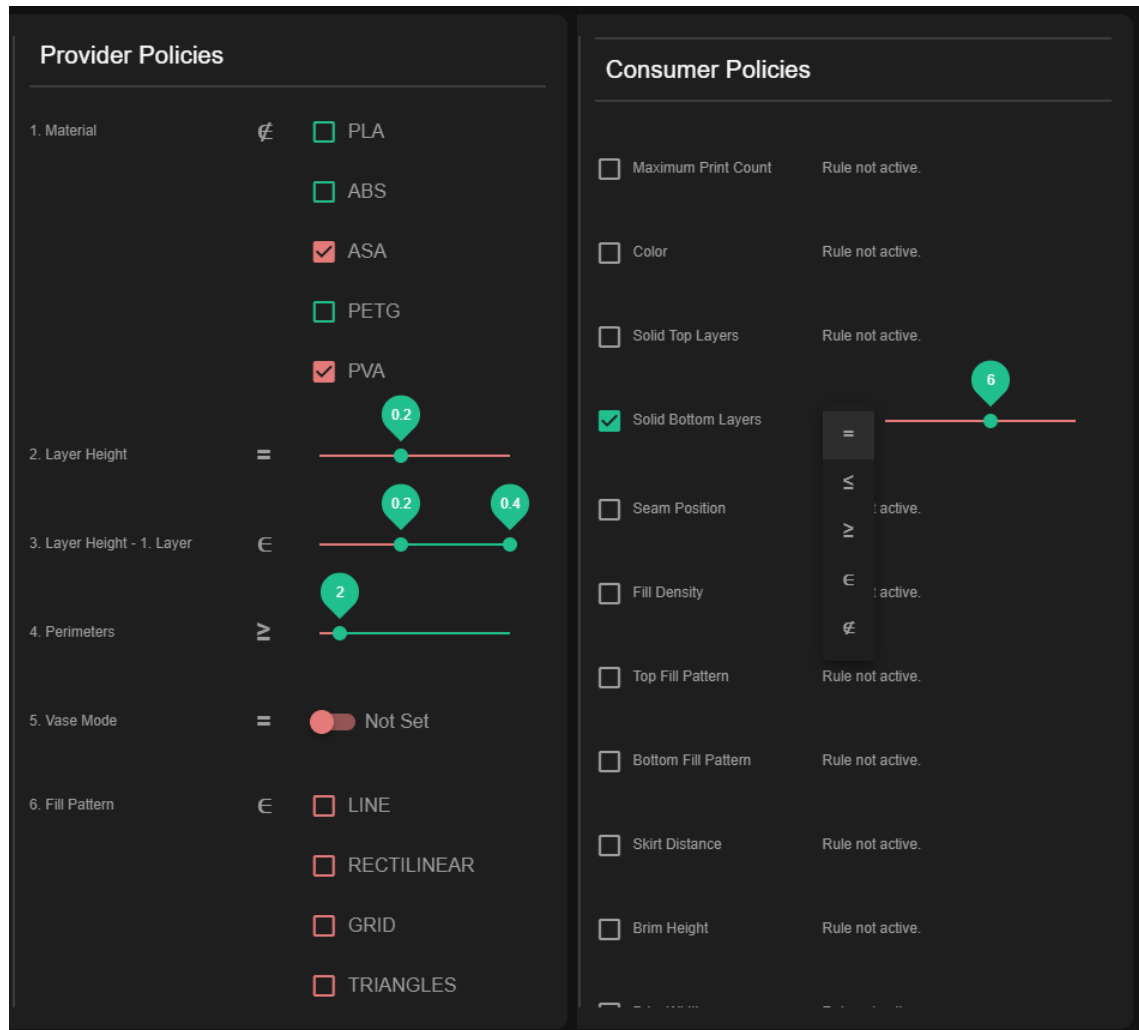 Provider Policies
1. Material ∉ PLA
ABS
ASA
PETG
PVA
0.2
2. Layer Height =
0.2 0.4
3. Layer Height - 1. Layer ∈
2
4. Perimeters ≥
5. Vase Mode = Not Set
6. Fill Pattern ∈ LINE
RECTILINEAR
GRID
TRIANGLES
Consumer Policies
Maximum Print Count Rule not active.
Color Rule not active.
Solid Top Layers Rule not active.
6
Solid Bottom Layers
=
≤
Seam Position active.
≥
∈
Fill Density active.
∉
Top Fill Pattern Rule not active.
Bottom Fill Pattern Rule not active.
Skirt Distance Rule not active.
Brim Height Rule not active.